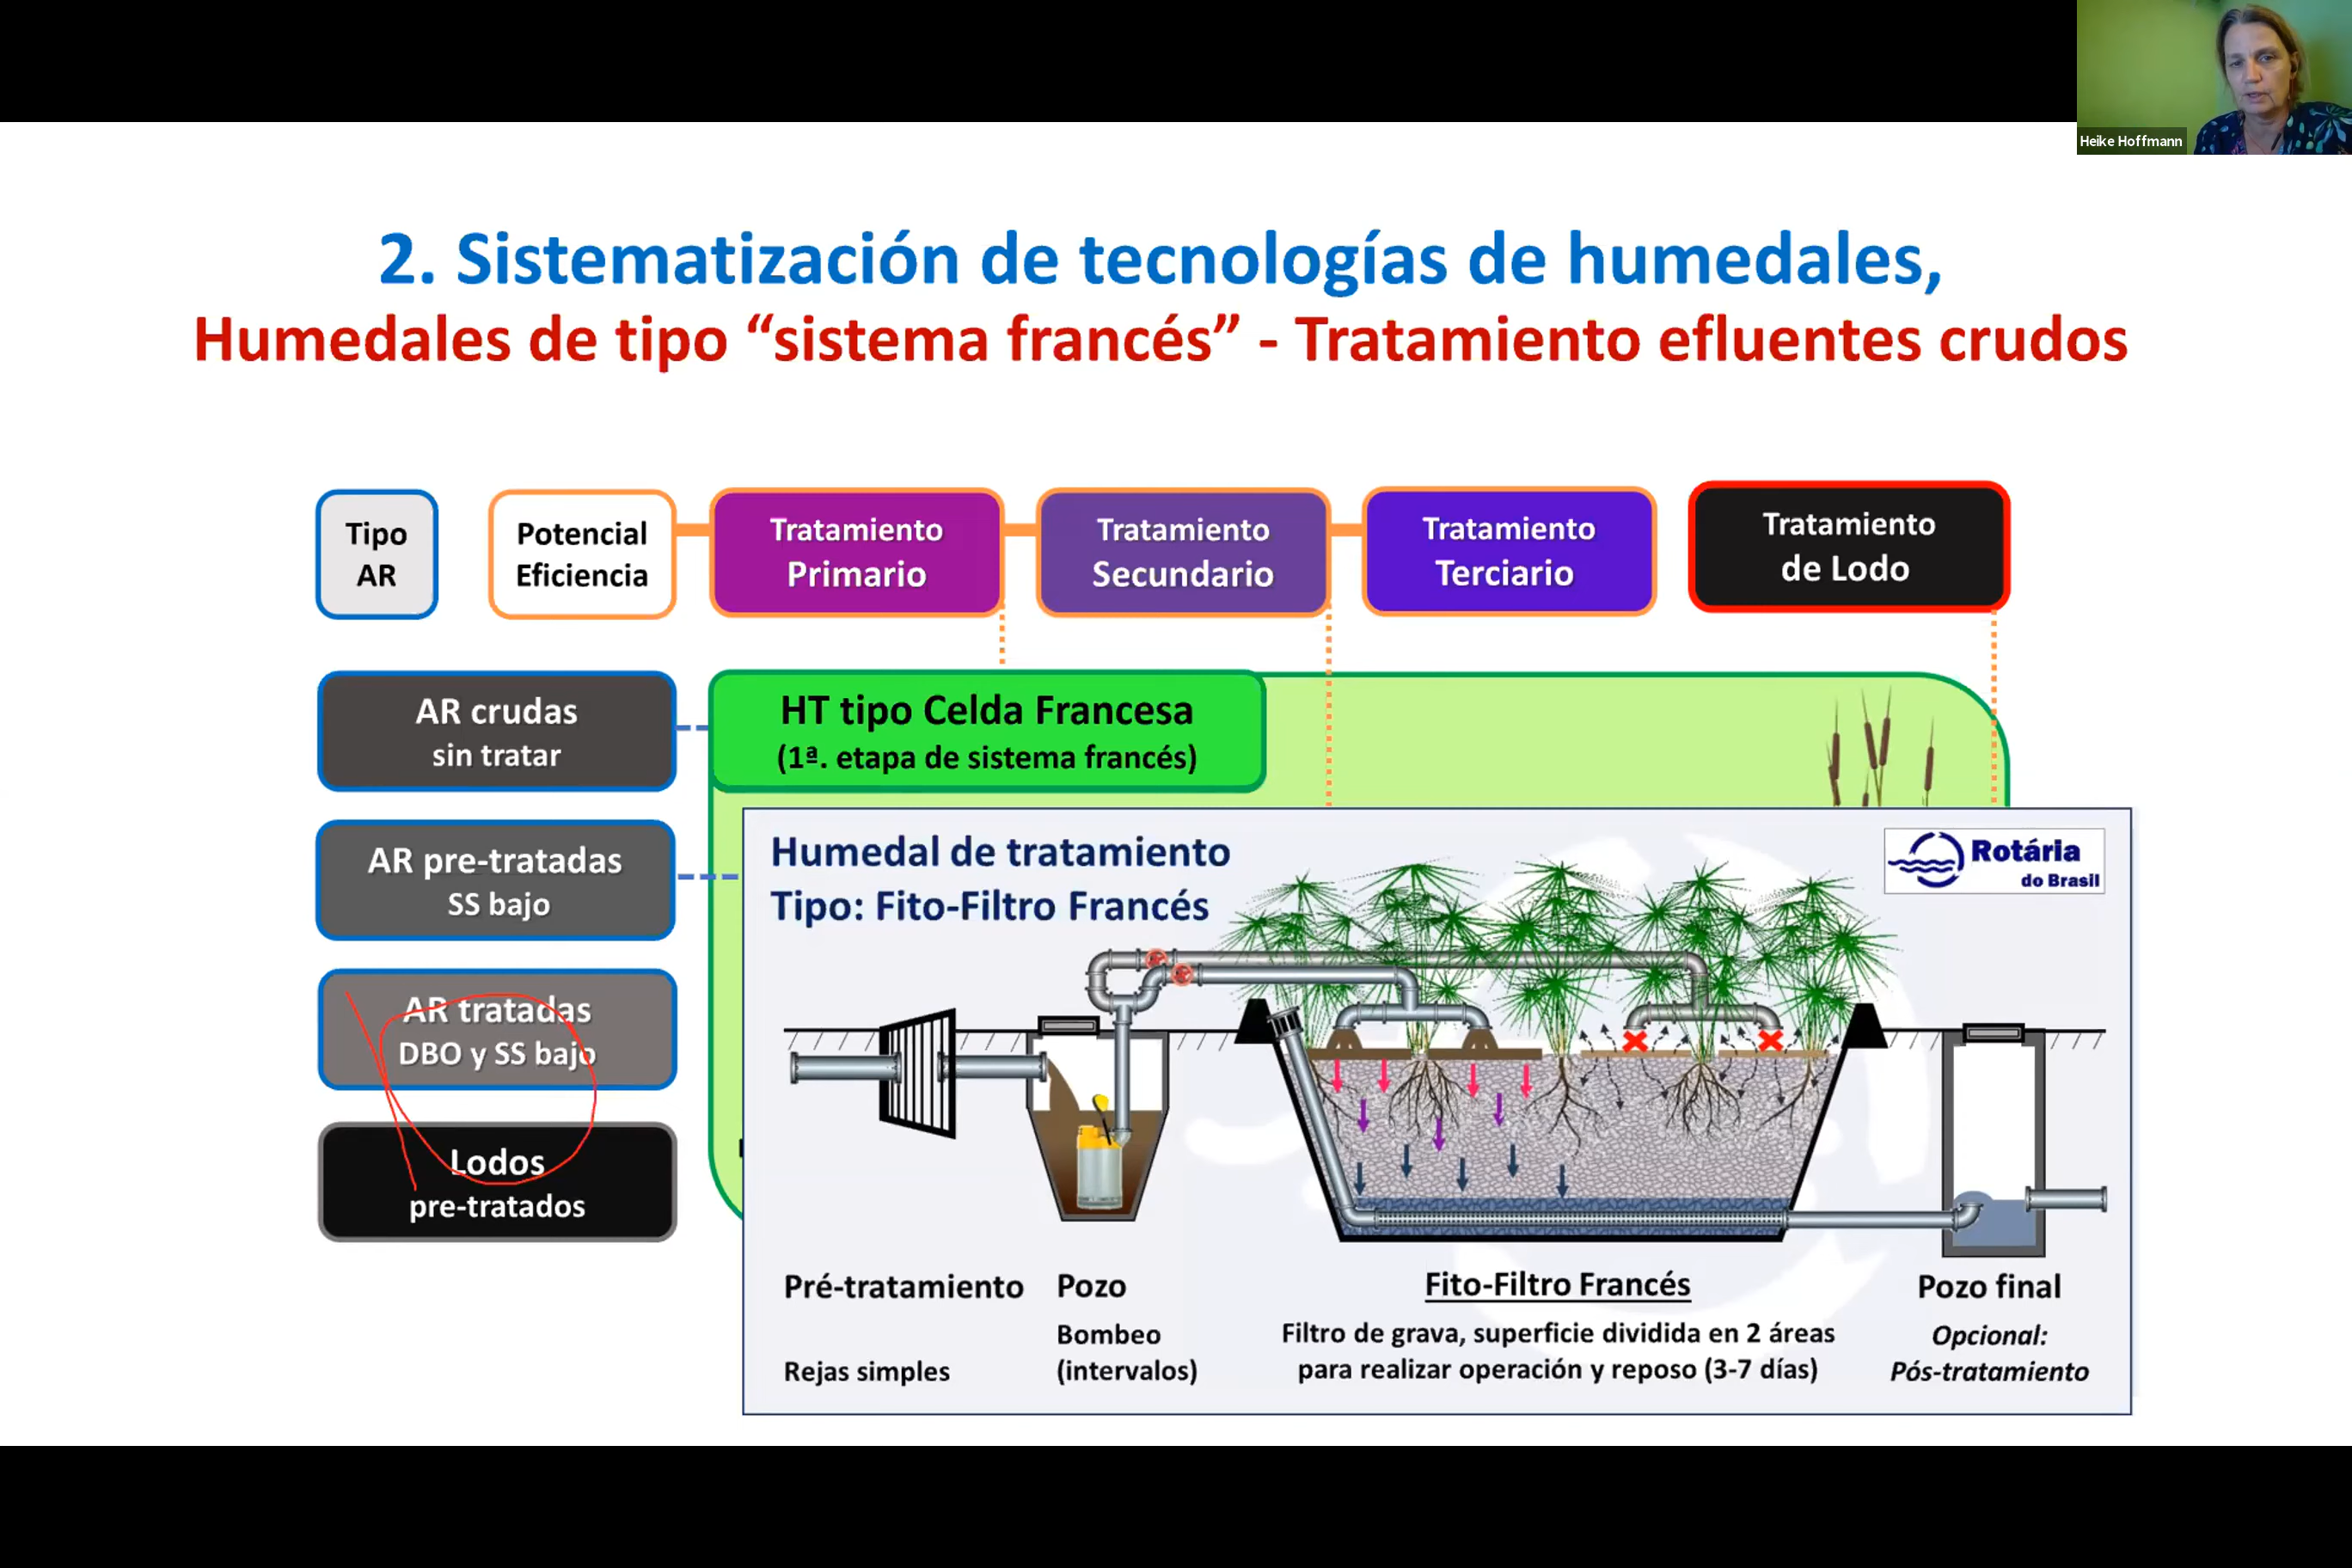 Heike Hoffmann
2. Sistematización de tecnologías de humedales,
Humedales de tipo “sistema francés” - Tratamiento efluentes crudos
Tipo
AR
Potencial
Eficiencia
Tratamiento
Primario
Tratamiento
Secundario
Tratamiento
Terciario
Tratamiento
de Lodo
AR crudas
sin tratar
HT tipo Celda Francesa
(1ª. etapa de sistema francés)
AR pre-tratadas
SS bajo
AR tratadas
DBO y SS bajo
Lodos
pre-tratados
Humedal de tratamiento
Tipo: Fito-Filtro Francés
Rotária
do Brasil
Pré-tratamiento
Rejas simples
Pozo
Bombeo
(intervalos)
Fito-Filtro Francés
Filtro de grava, superficie dividida en 2 áreas
para realizar operación y reposo (3-7 días)
Pozo final
Opcional:
Pós-tratamiento